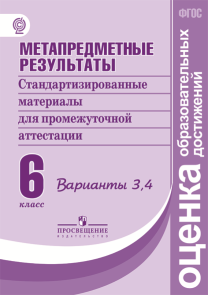 ФГОС
МЕТАПРЕДМЕТНЫЕ
РЕЗУЛЬТАТЫ
Стандартизированные
материалы
для промежуточной
аттестации
6
класс
Варианты 3,4
ПРОСВЕЩЕНИЕ
ИЗДАТЕЛЬСТВО
оценка
образовательных
достижений